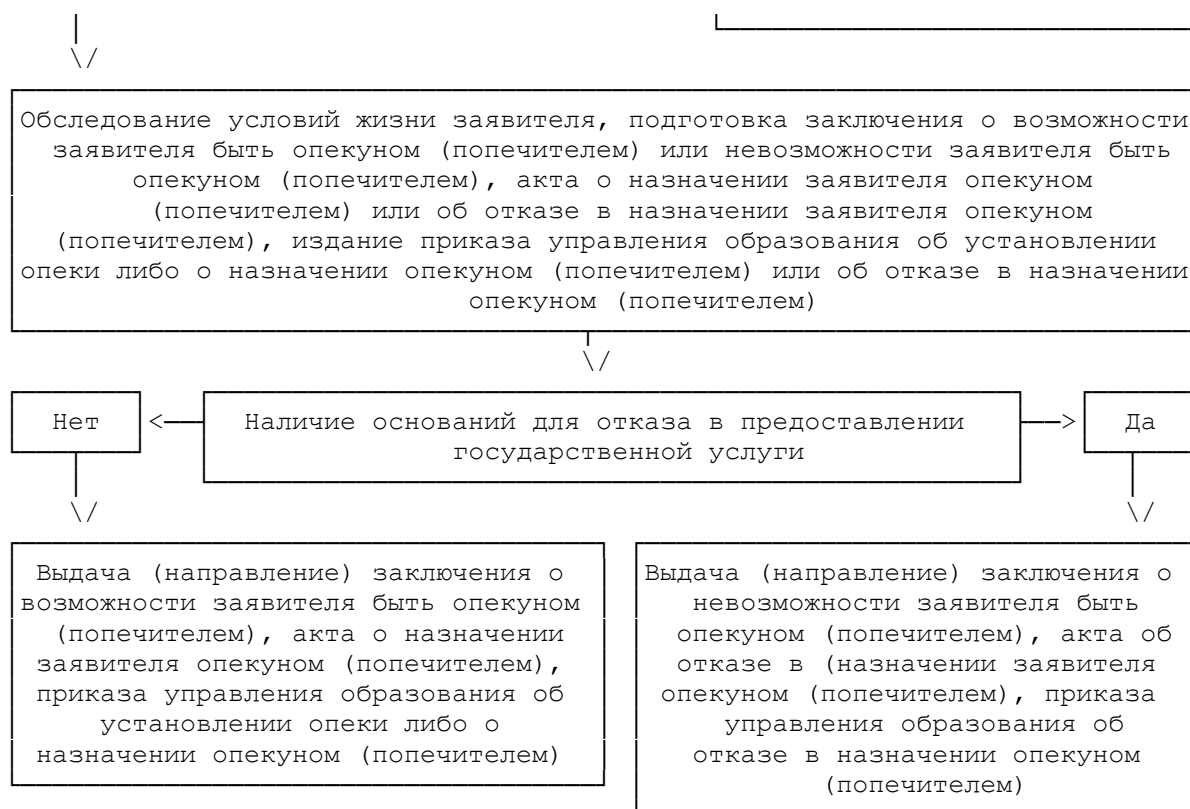 Обследование условий жизни заявителя, подготовка заключения о возможности
заявителя быть опекуном (попечителем) или невозможности заявителя быть
опекуном (попечителем), акта о назначении заявителя опекуном
(попечителем) или об отказе в назначении заявителя опекуном
(попечителем), издание приказа управления образования об установлении
опеки либо о назначении опекуном (попечителем) или об отказе в назначении
опекуном (попечителем)
Нет
Наличие оснований для отказа в предоставлении
государственной услуги
Да
Выдача (направление) заключения о
возможности заявителя быть опекуном
(попечителем), акта о назначении
заявителя опекуном (попечителем),
приказа управления образования об
установлении опеки либо о
назначении опекуном (попечителем)
Выдача (направление) заключения о
невозможности заявителя быть
опекуном (попечителем), акта об
отказе в (назначении заявителя
опекуном (попечителем), приказа
управления образования об
отказе в назначении опекуном
(попечителем)